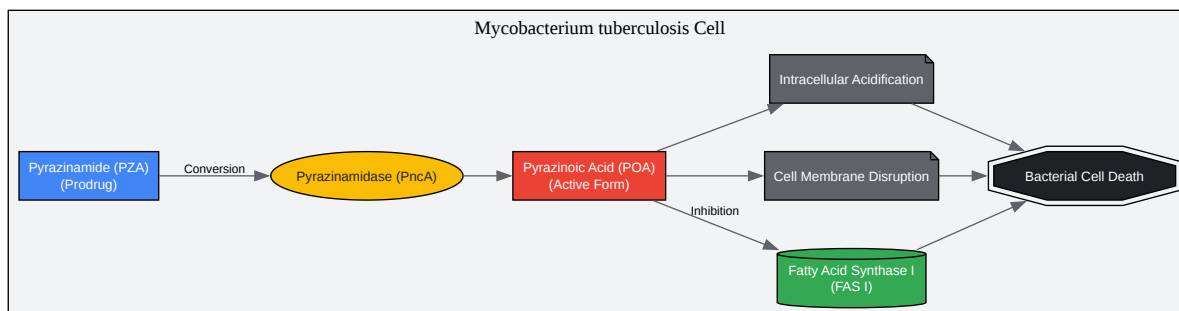 Mycobacterium tuberculosis Cell
Intracellular Acidification
Pyrazinamide (PZA)
(Prodrug)
Conversion
Pyrazinamidase (PncA)
Pyrazinoic Acid (POA)
(Active Form)
Cell Membrane Disruption
Bacterial Cell Death
Inhibition
Fatty Acid Synthase I
(FAS I)